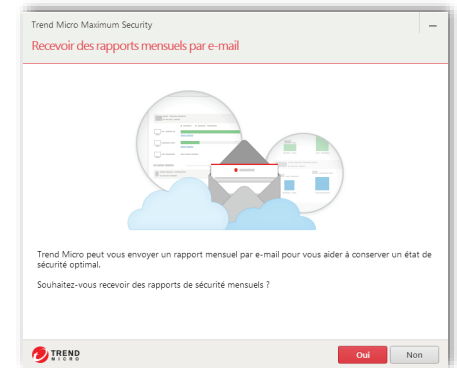 Trend Micro Maximum Security
Recevoir des rapports mensuels par e-mail
Trend Micro peut vous envoyer un rapport mensuel par e-mail pour vous aider à conserver un état de
sécurité optimal.
Souhaitez-vous recevoir des rapports de sécurité mensuels ?
TREND
MICRO
Oui
Non